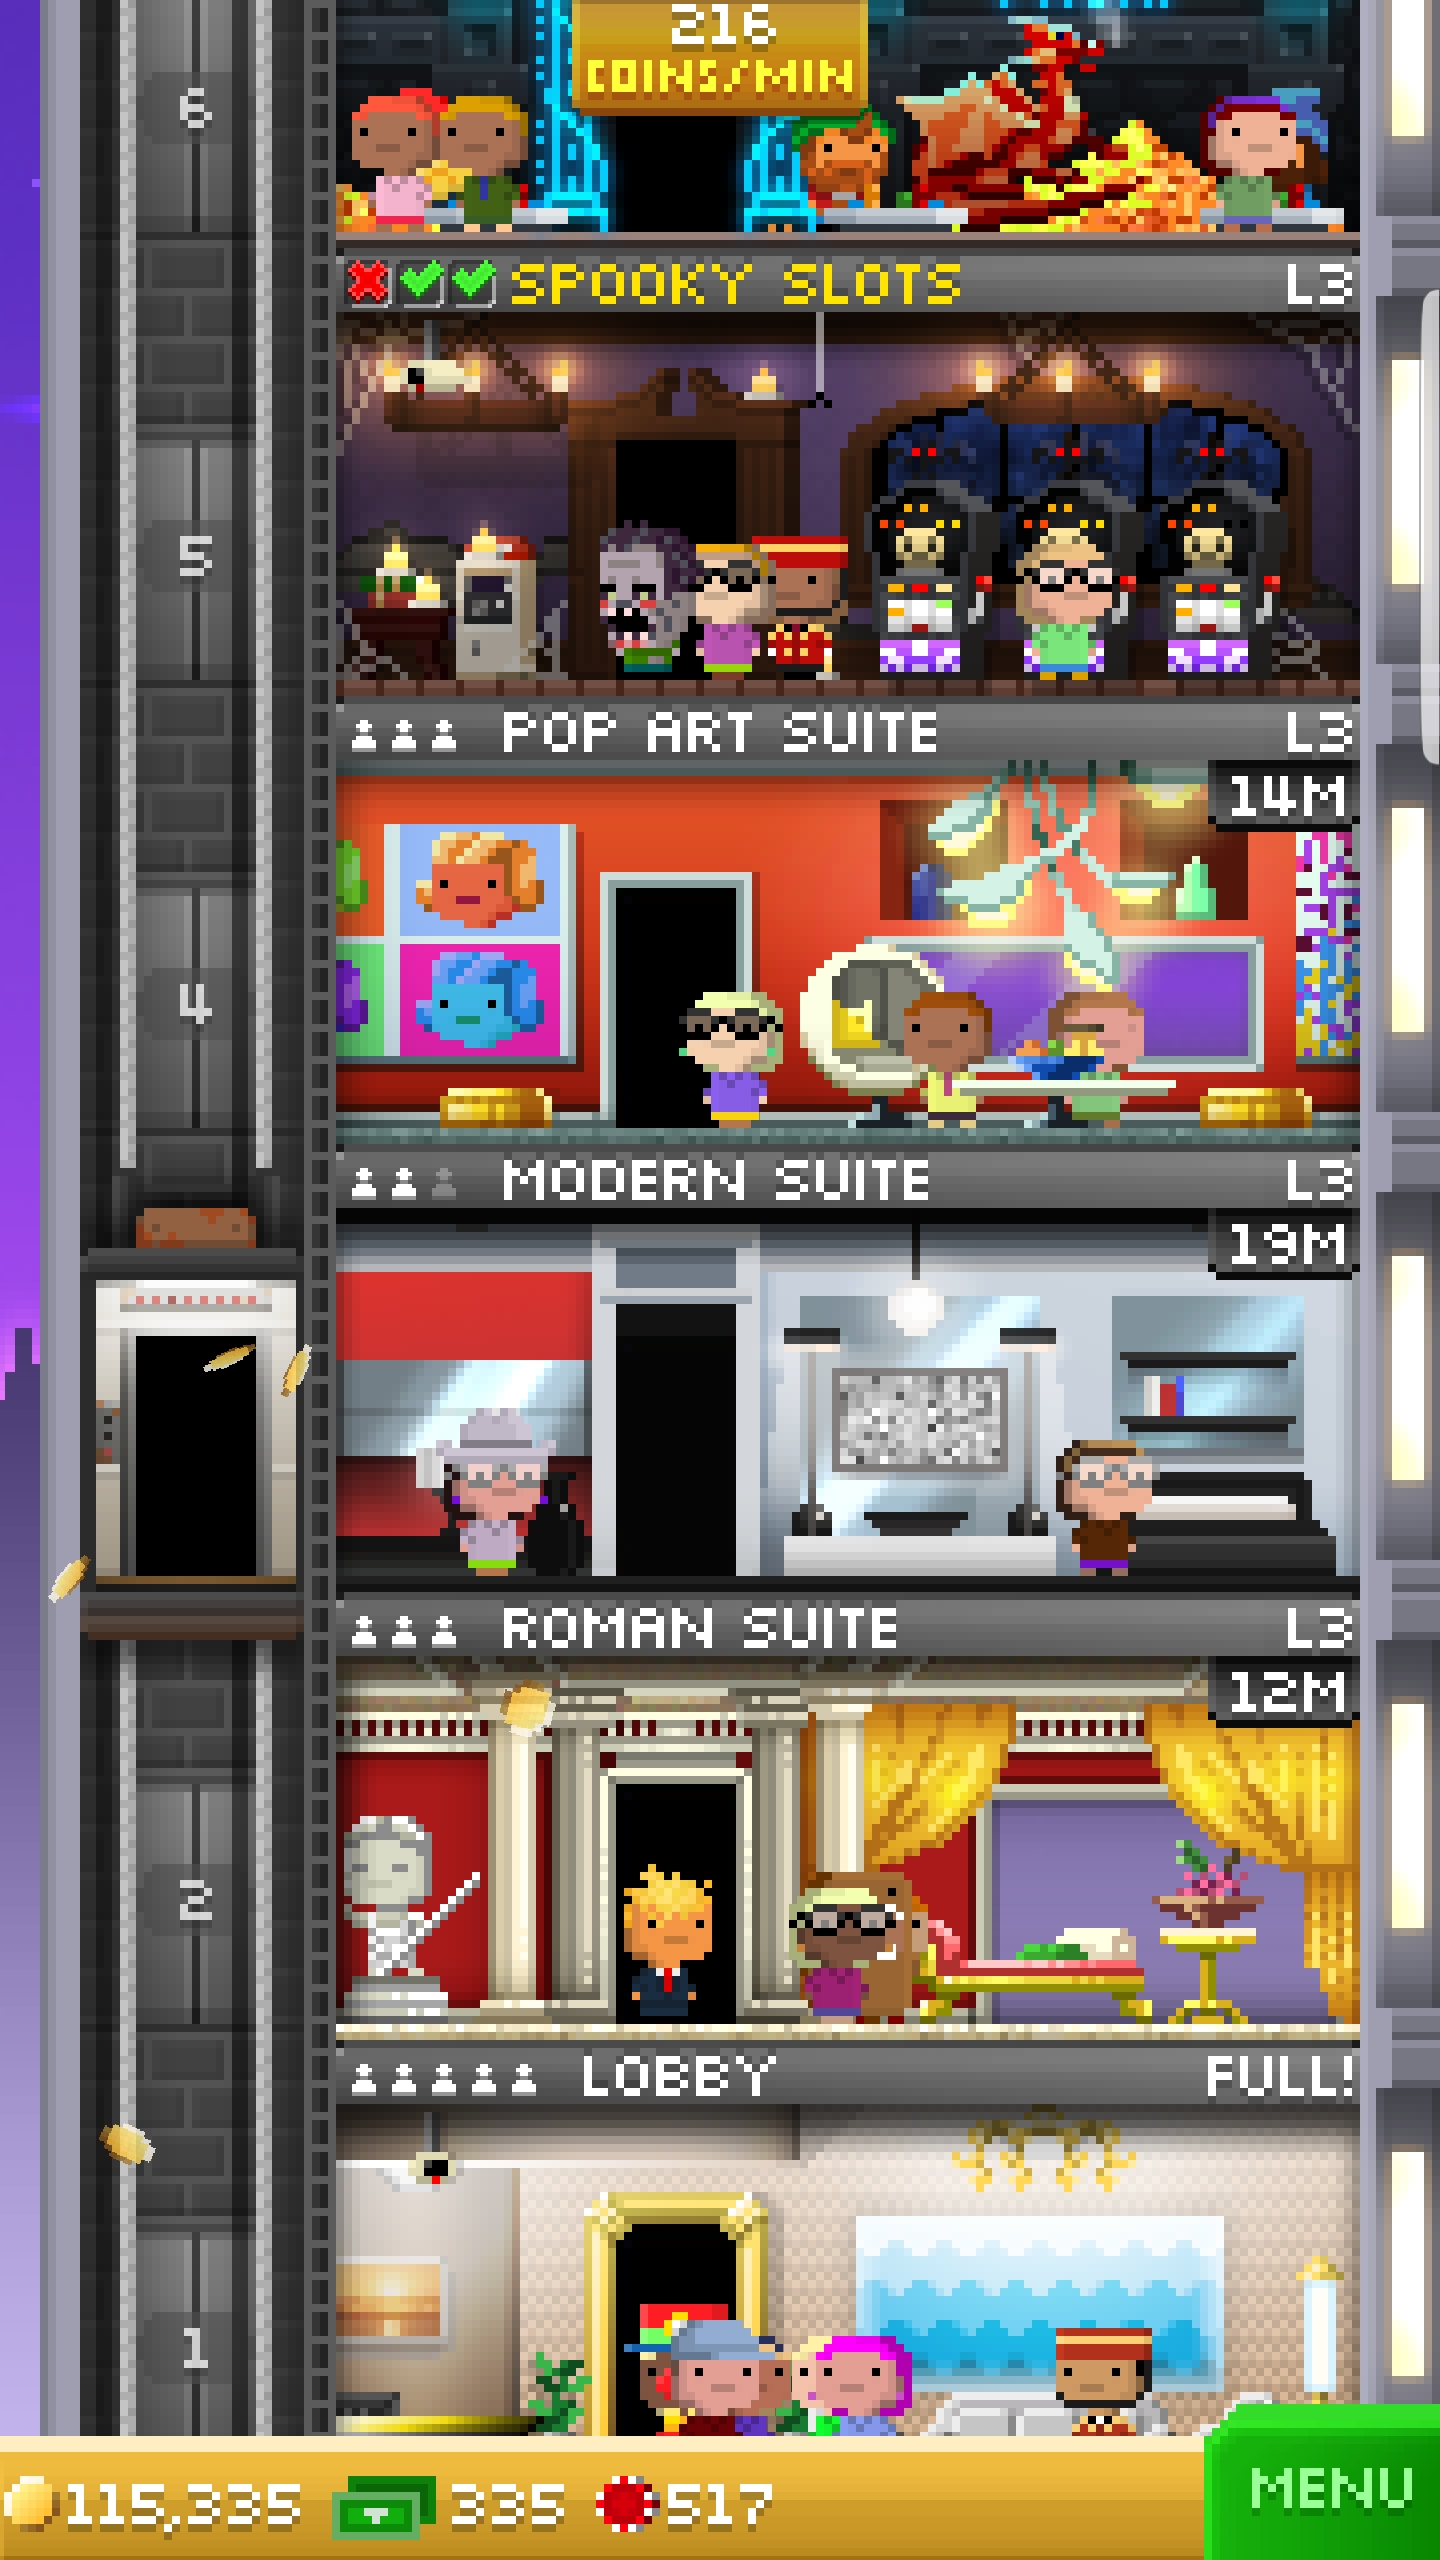 216
COINS/MIN
6
SPOOKY SLOTS L3
5
POP ART SUITE L3
14M
4
MODERN SUITE L3
19M
ROMAN SUITE L3
12M
2
LOBBY FULL!
1
115,335 335 517 MENU